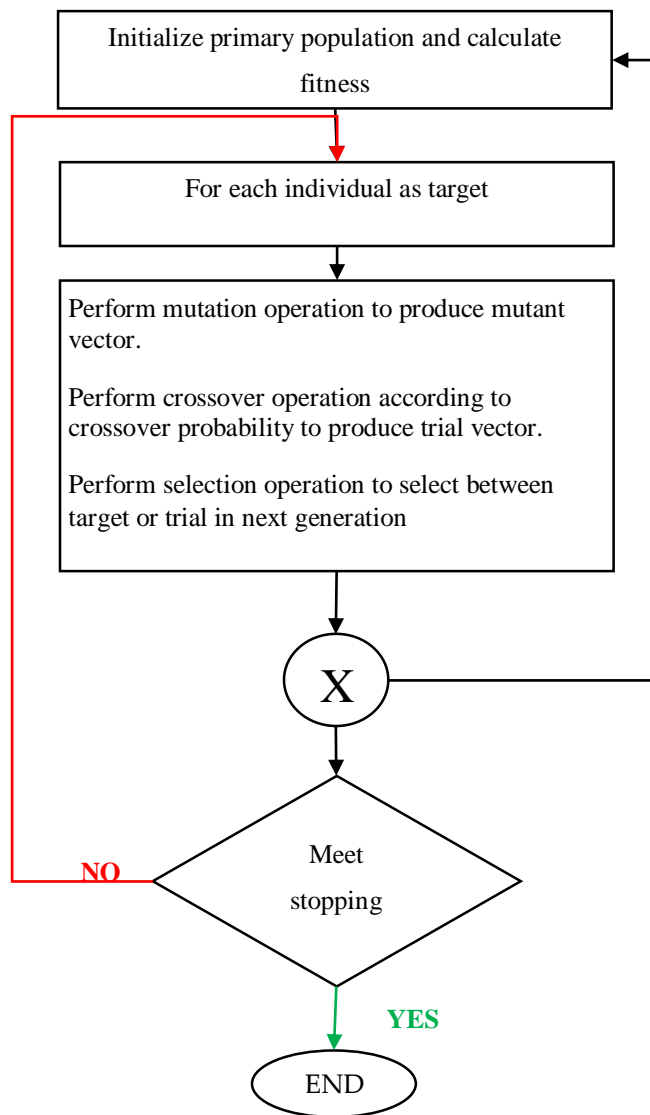 Initialize primary population and calculate
fitness
For each individual as target
Perform mutation operation to produce mutant
vector.
Perform crossover operation according to
crossover probability to produce trial vector.
Perform selection operation to select between
target or trial in next generation
X
Meet
stopping
NO
YES
END